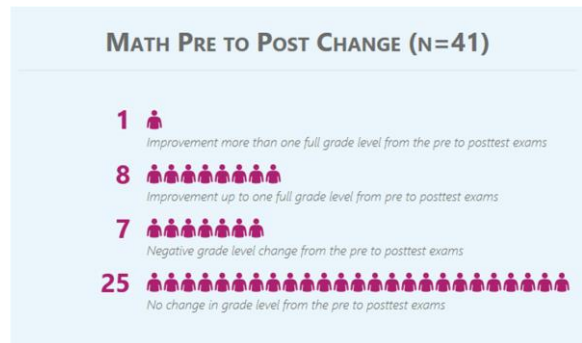 MATH PRE TO POST CHANGE (N=41)
1
Improvement more than one full grade level from the pre to posttest exams
8
Improvement up to one full grade level from pre to posttest exams
7
Negative grade level change from the pre to posttest exams
25
No change in grade level from the pre to posttest exams